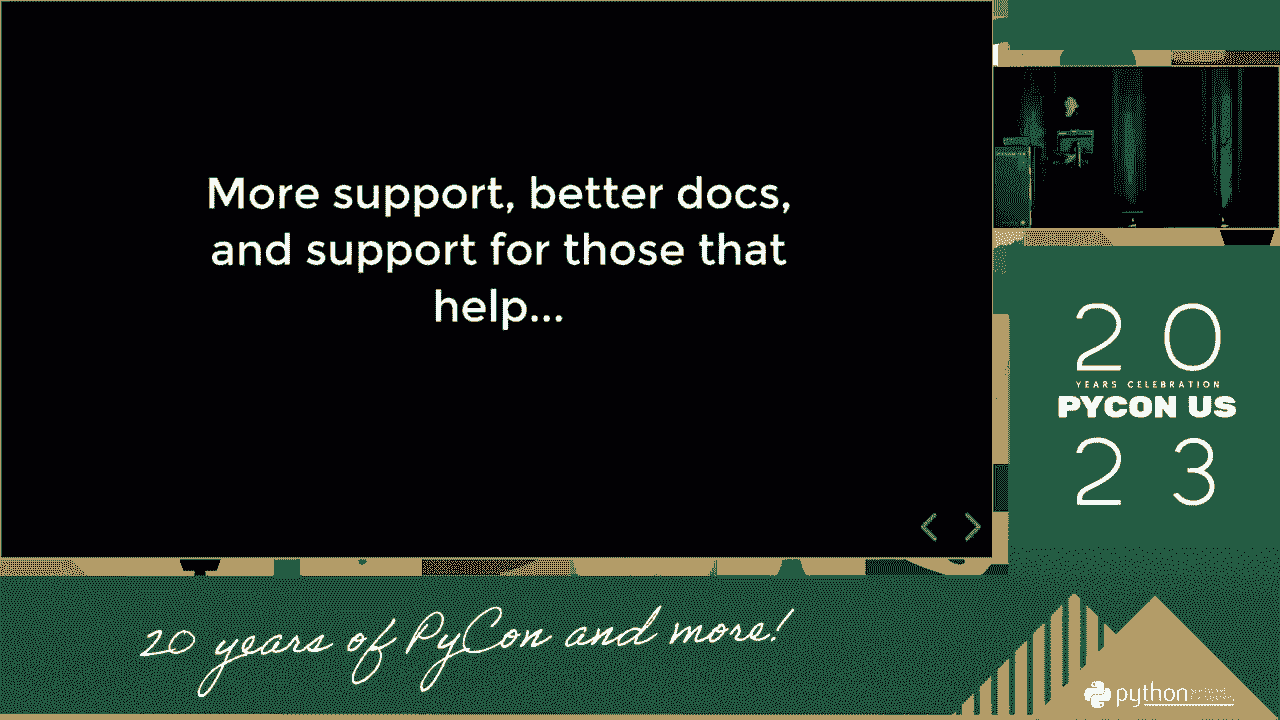 More support, better docs,
and support for those that
help...
2 0
YEARS CELEBRATION
PYCON US
2 3
20 years of PyCon and more!
python